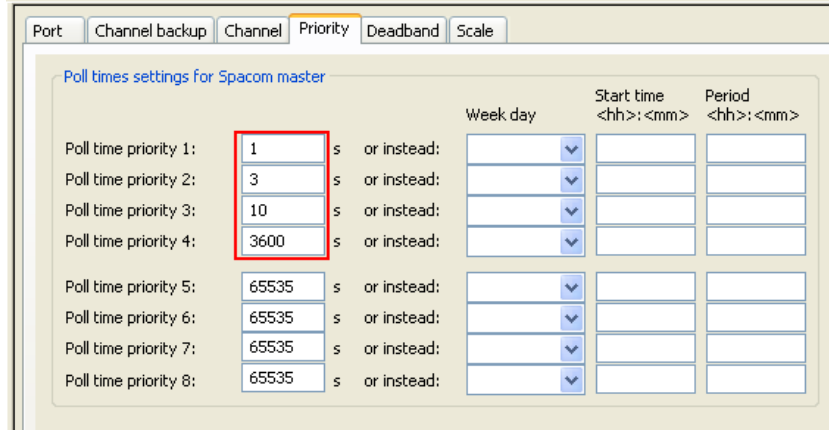 Port Channel backup Channel Priority Deadband Scale
Poll times settings for Spacom master
Start time Period
Week day <hh>:<mm> <hh>:<mm>
Poll time priority 1: 1 s or instead:
Poll time priority 2: 3 s or instead:
Poll time priority 3: 10 s or instead:
Poll time priority 4: 3600 s or instead:
Poll time priority 5: 65535 s or instead:
Poll time priority 6: 65535 s or instead:
Poll time priority 7: 65535 s or instead:
Poll time priority 8: 65535 s or instead: